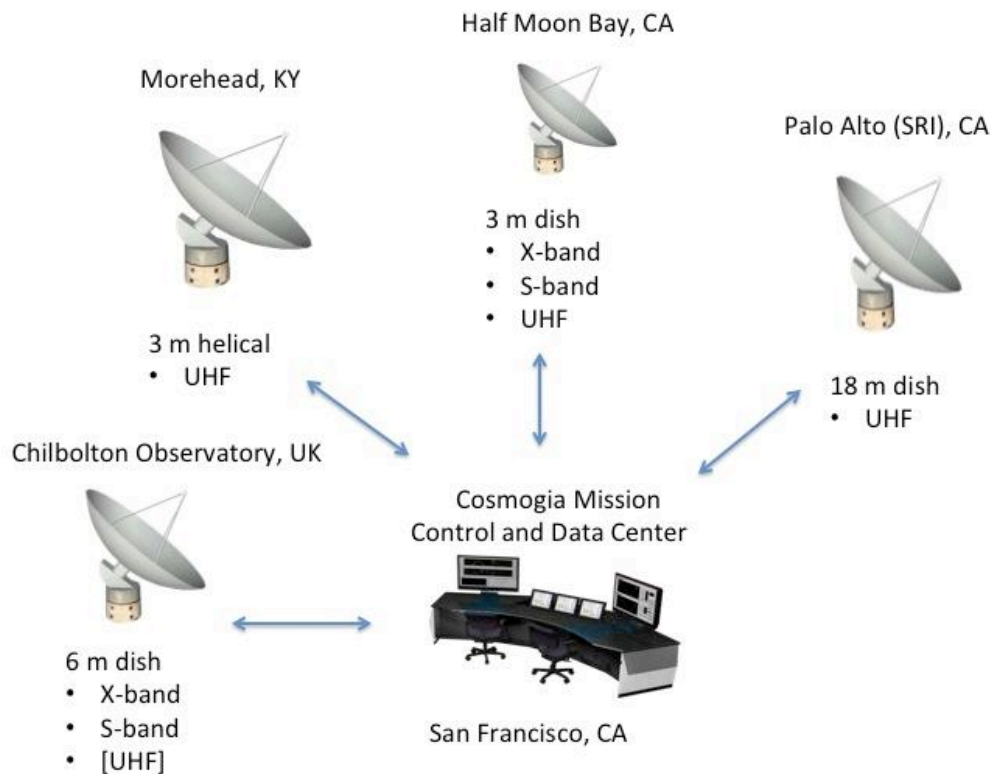 Half Moon Bay, CA
Morehead, KY
Palo Alto (SRI), CA
3 m dish
• X-band
• S-band
• UHF
3 m helical
• UHF
18 m dish
• UHF
Chilbolton Observatory, UK
Cosmogia Mission
Control and Data Center
6 m dish
• X-band
• S-band
• [UHF]
San Francisco, CA